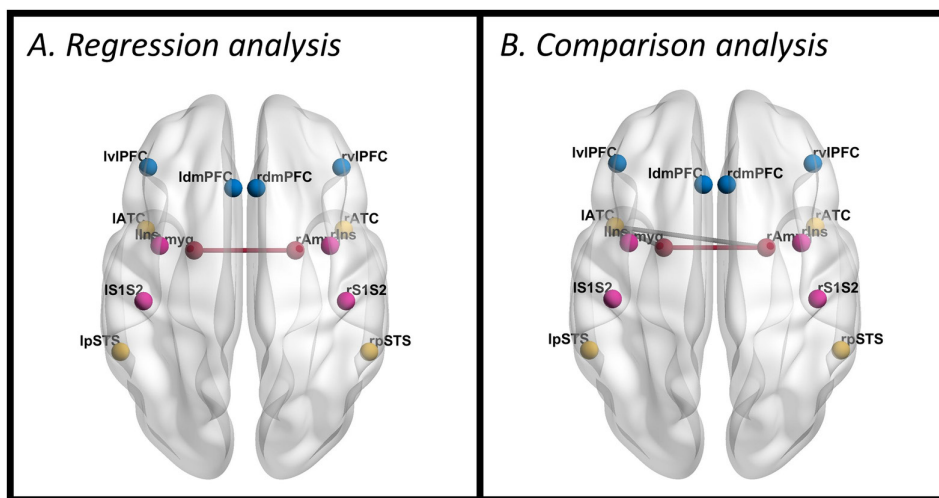 A. Regression analysis
lvlPFC
rvlPFC
ldmPFC
rdmPFC
lATC
rATC
lIns
rIns
lS1S2
rS1S2
lpSTS
rpSTS
B. Comparison analysis
lvlPFC
rvlPFC
ldmPFC
rdmPFC
lATC
rATC
lIns
rIns
lS1S2
rS1S2
lpSTS
rpSTS